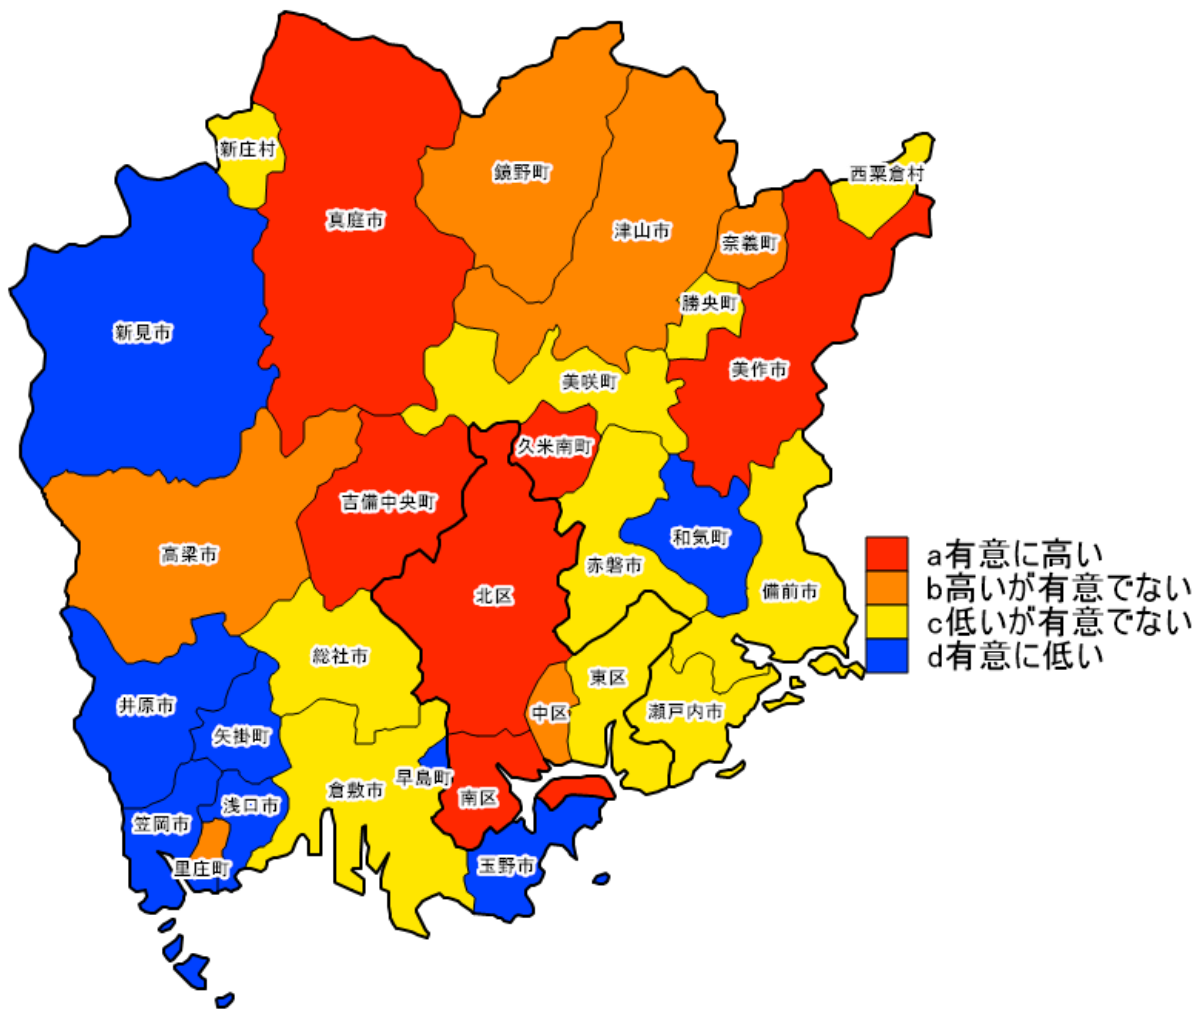 新庄村
西粟倉村
鏡野町
真庭市
津山市
奈義町
勝央町
新見市
美作市
美咲町
久米南町
吉備中央町
和気町
高梁市
赤磐市
備前市
北区
総社市
東区
井原市
中区
瀬戸内市
矢掛町
早島町
倉敷市
南区
浅口市
笠岡市
里庄町
玉野市
a有意に高い
b高いが有意でない
c低いが有意でない
d有意に低い